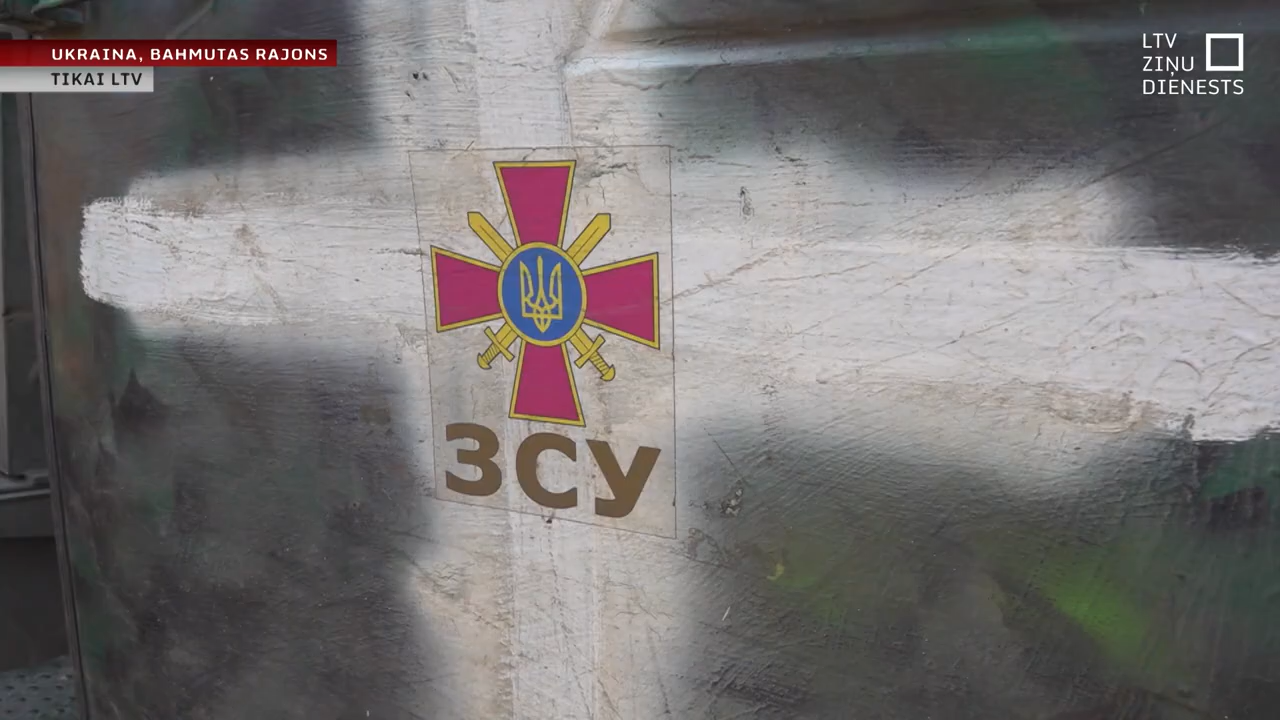 UKRAINA, BAHMUTAS RAJONS
TIKAI LTV
LTV
ZIŅU
DIENESTS
ЗСУ